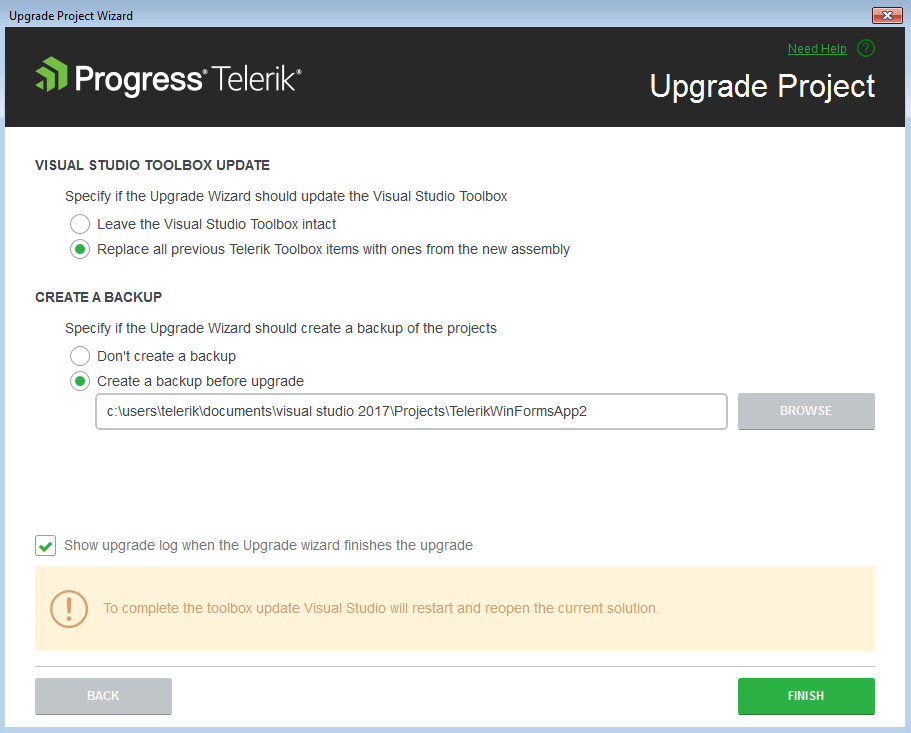 Upgrade Project Wizard
Need Help ?
Progress® Telerik®
Upgrade Project
VISUAL STUDIO TOOLBOX UPDATE
Specify if the Upgrade Wizard should update the Visual Studio Toolbox
Leave the Visual Studio Toolbox intact
Replace all previous Telerik Toolbox items with ones from the new assembly
CREATE A BACKUP
Specify if the Upgrade Wizard should create a backup of the projects
Don't create a backup
Create a backup before upgrade
c:\users\telerik\documents\visual studio 2017\Projects\TelerikWinFormsApp2
BROWSE
Show upgrade log when the Upgrade wizard finishes the upgrade
To complete the toolbox update Visual Studio will restart and reopen the current solution.
BACK
FINISH